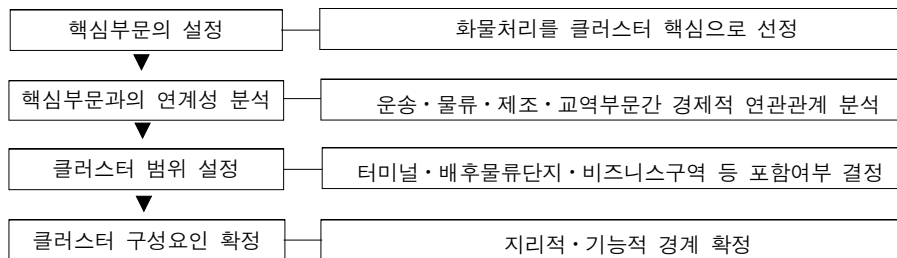 핵심부문의 설정
화물처리를 클러스터 핵심으로 선정
핵심부문과의 연계성 분석
운송·물류·제조·교역부문간 경제적 연관관계 분석
클러스터 범위 설정
터미널·배후물류단지·비즈니스구역 등 포함여부 결정
클러스터 구성요인 확정
지리적·기능적 경계 확정